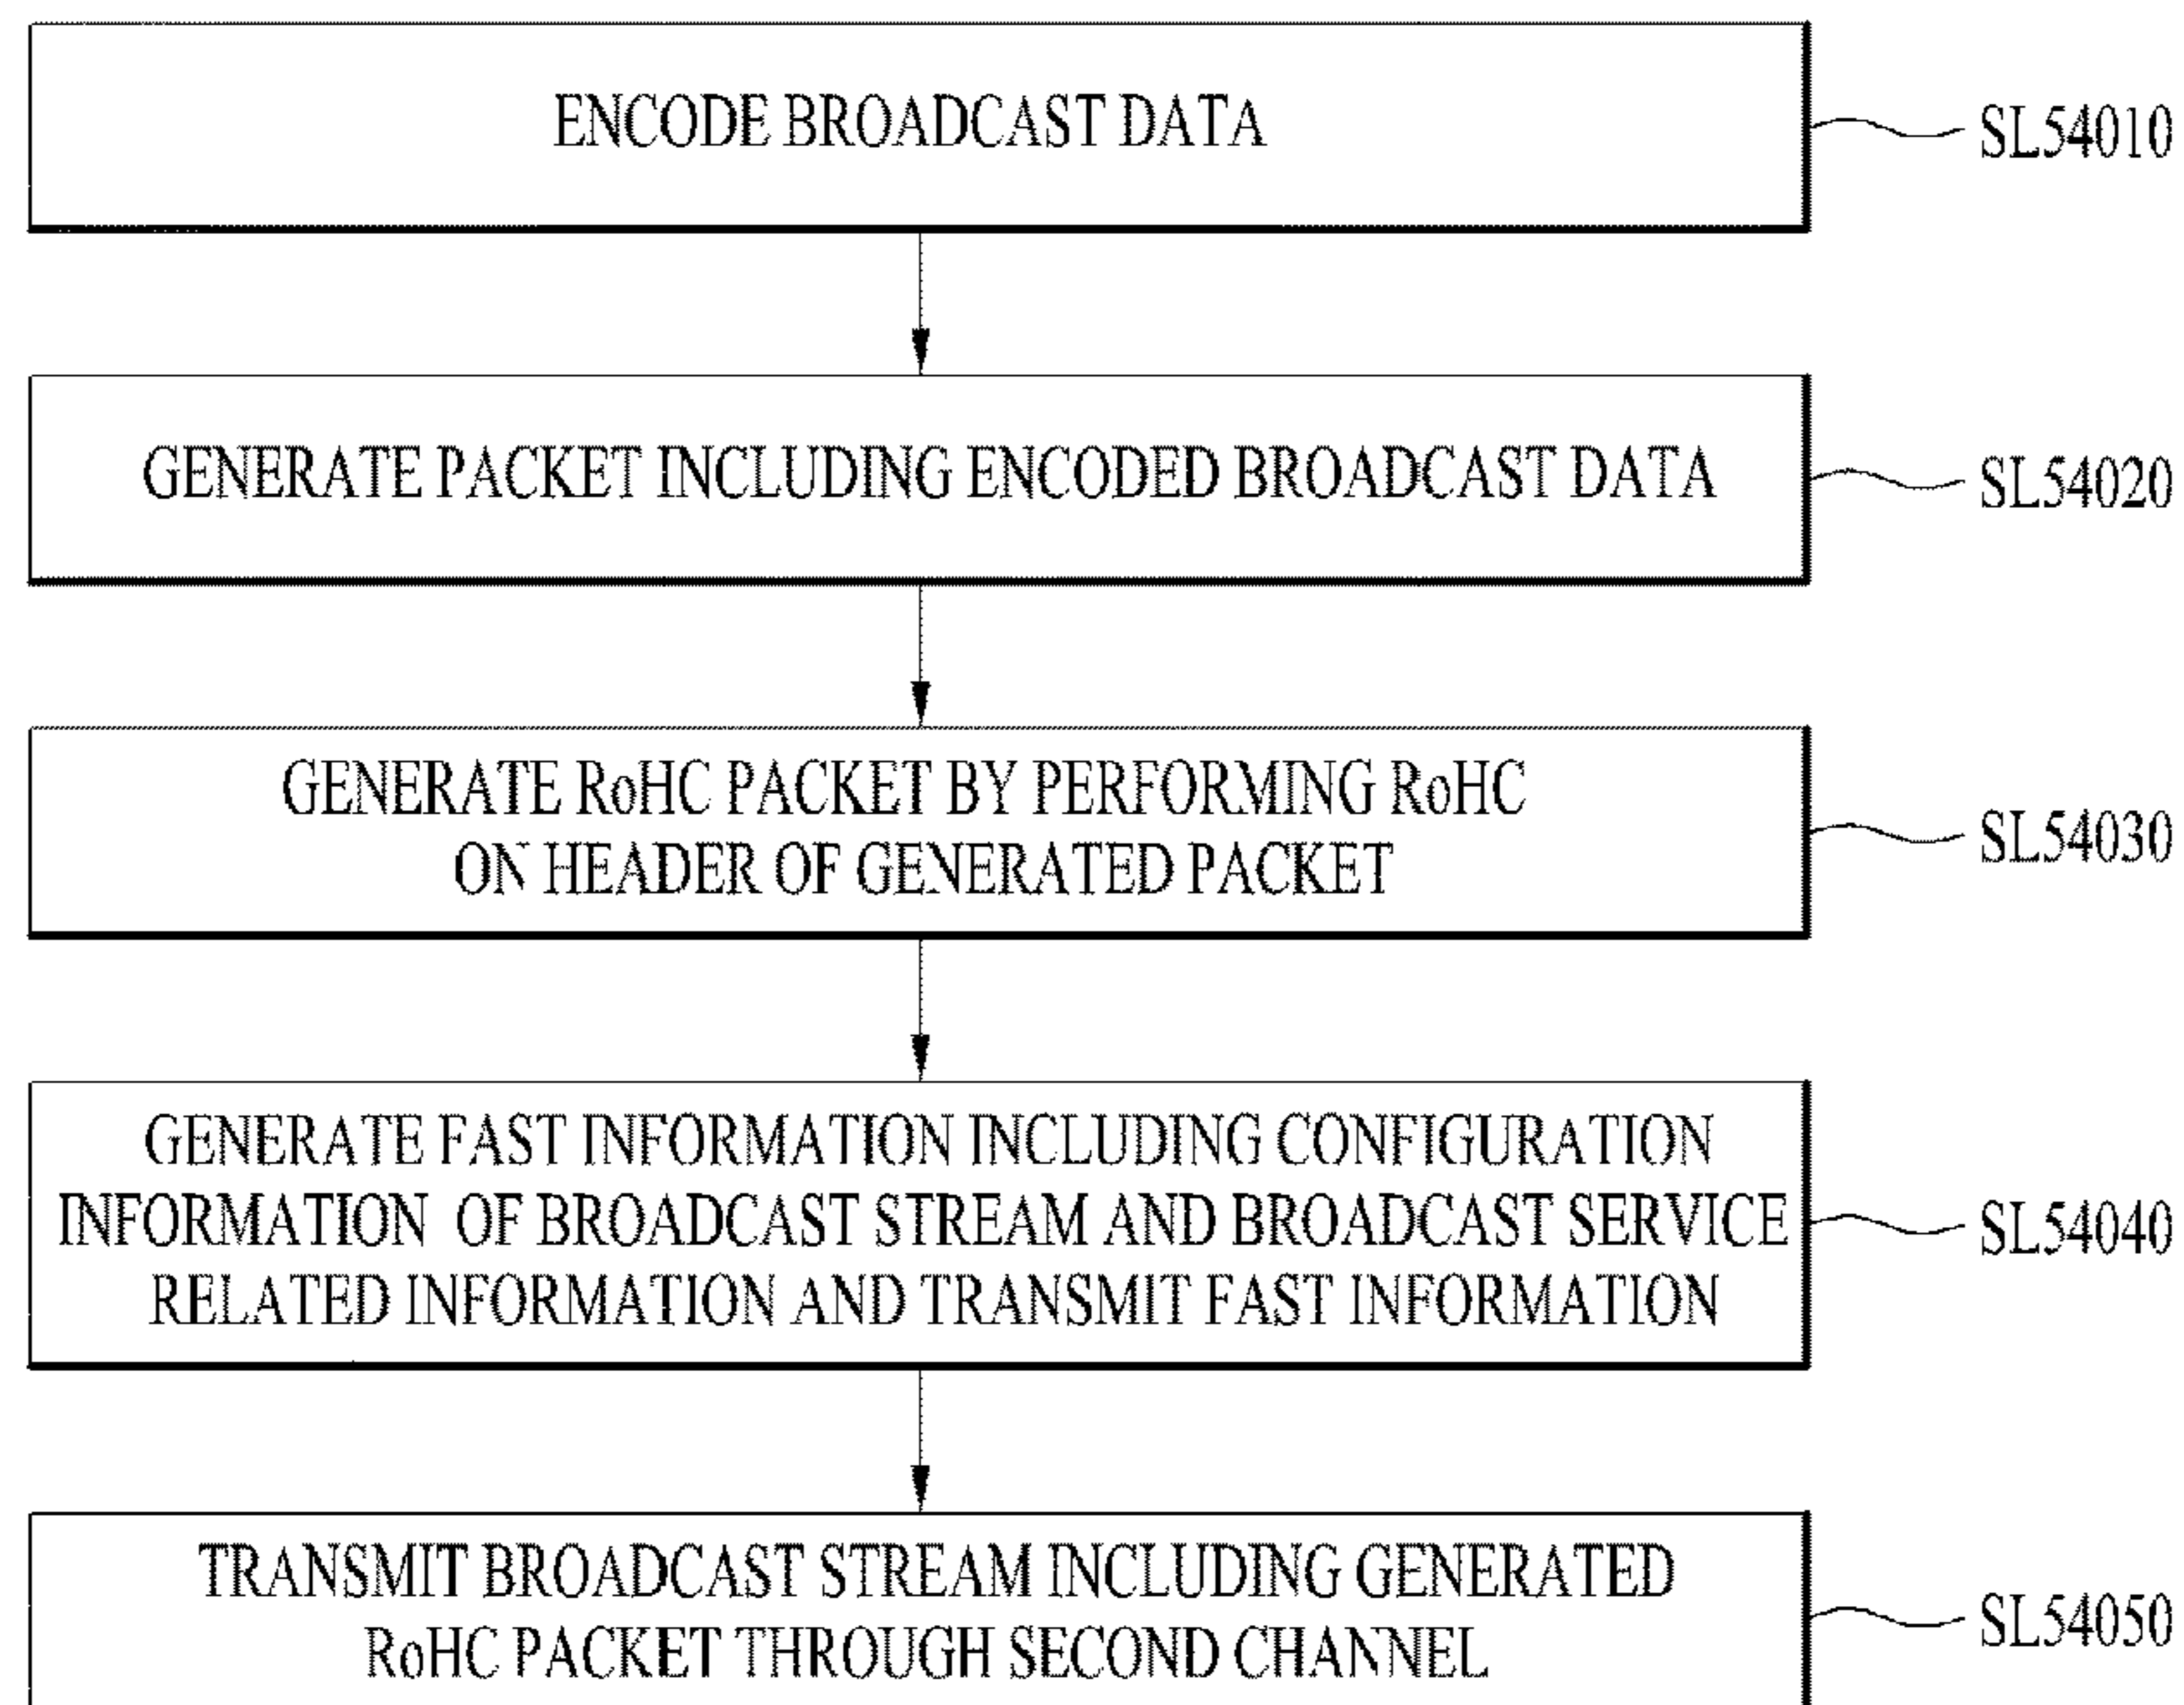 ENCODE BROADCAST DATA
SL54010
GENERATE PACKET INCLUDING ENCODED BROADCAST DATA
SL54020
GENERATE RoHC PACKET BY PERFORMING RoHC
ON HEADER OF GENERATED PACKET
SL54030
GENERATE FAST INFORMATION INCLUDING CONFIGURATION
INFORMATION OF BROADCAST STREAM AND BROADCAST SERVICE
RELATED INFORMATION AND TRANSMIT FAST INFORMATION
SL54040
TRANSMIT BROADCAST STREAM INCLUDING GENERATED
RoHC PACKET THROUGH SECOND CHANNEL
SL54050